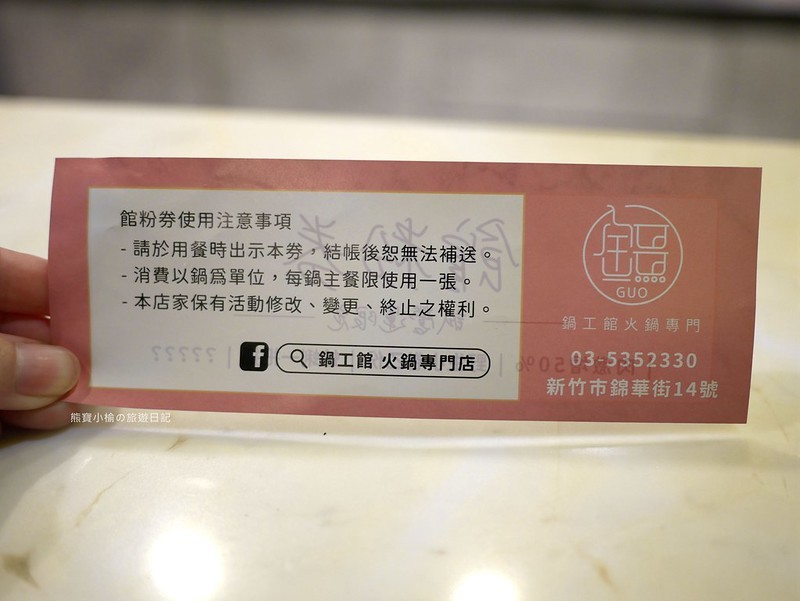 館粉券使用注意事項
- 請於用餐時出示本券，結帳後恕無法補送。
- 消費以鍋為單位，每鍋主餐限使用一張。
- 本店家保有活動修改、變更、終止之權利。
鍋工館 火鍋專門店
GUO
鍋工館火鍋專門
03-5352330
新竹市錦華街14號
熊寶小榆の旅遊日記